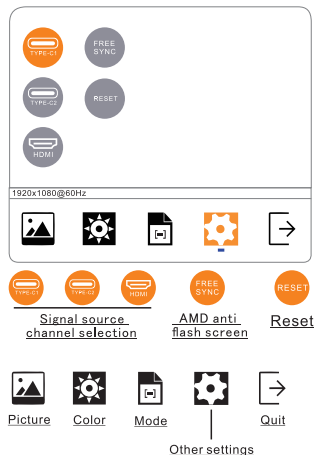 TYPE-C1
FREE
SYNC
TYPE-C2
RESET
HDMI
1920x1080@60Hz
TYPE-C1
TYPE-C2
HDMI
FREE
SYNC
RESET
Signal source
channel selection
AMD anti
flash screen
Reset
Picture
Color
Mode
Quit
Other settings